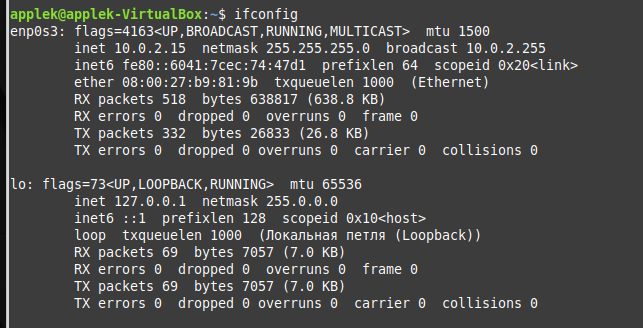 applek@applek-VirtualBox:~$ ifconfig
enp0s3: flags=4163<UP,BROADCAST,RUNNING,MULTICAST>  mtu 1500
        inet 10.0.2.15  netmask 255.255.255.0  broadcast 10.0.2.255
        inet6 fe80::6041:7cec:74:47d1  prefixlen 64  scopeid 0x20<link>
        ether 08:00:27:b9:81:9b  txqueuelen 1000  (Ethernet)
        RX packets 518  bytes 638817 (638.8 KB)
        RX errors 0  dropped 0  overruns 0  frame 0
        TX packets 332  bytes 26833 (26.8 KB)
        TX errors 0  dropped 0 overruns 0  carrier 0  collisions 0

lo: flags=73<UP,LOOPBACK,RUNNING>  mtu 65536
        inet 127.0.0.1  netmask 255.0.0.0
        inet6 ::1  prefixlen 128  scopeid 0x10<host>
        loop  txqueuelen 1000  (Локальная петля (Loopback))
        RX packets 69  bytes 7057 (7.0 KB)
        RX errors 0  dropped 0  overruns 0  frame 0
        TX packets 69  bytes 7057 (7.0 KB)
        TX errors 0  dropped 0 overruns 0  carrier 0  collisions 0